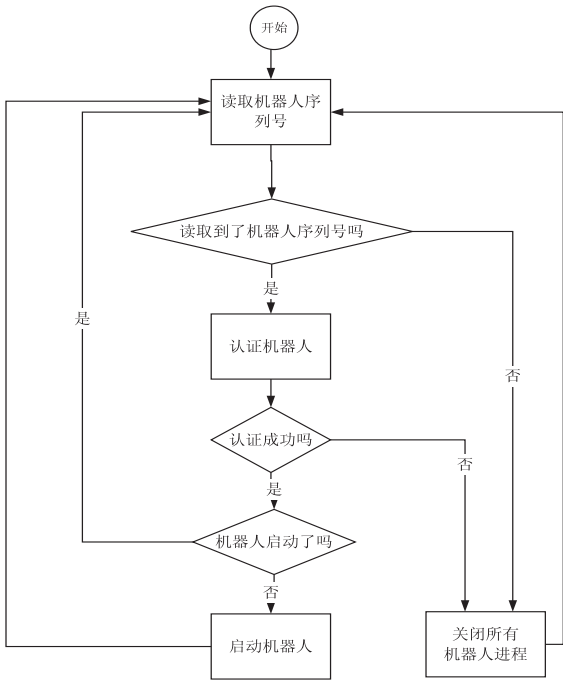 开始
读取机器人序
列号
读取到了机器人序列号吗
是
是
认证机器人
否
认证成功吗
否
是
机器人启动了吗
否
启动机器人
关闭所有
机器人进程